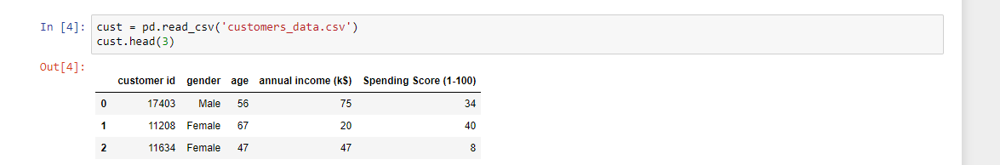 In [4]: cust = pd.read_csv('customers_data.csv')
cust.head(3)
Out[4]:
customer id gender age annual income (k$) Spending Score (1-100)
0 17403 Male 56 75 34
1 11208 Female 67 20 40
2 11634 Female 47 47 8